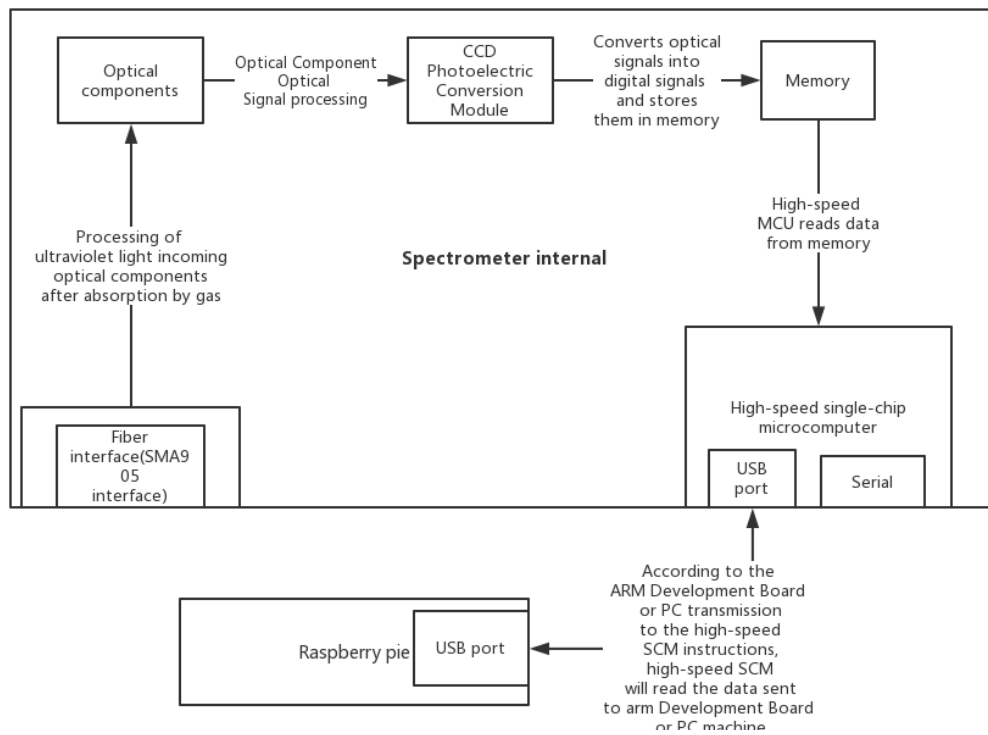 Optical
components
Optical Component
Optical
Signal processing
CCD
Photoelectric
Conversion
Module
Converts optical
signals into
digital signals
and stores
them in memory
Memory
Processing of
ultraviolet light incoming
optical components
after absorption by gas
Spectrometer internal
High-speed
MCU reads data
from memory
Fiber
interface(SMA9
05
interface)
High-speed single-chip
microcomputer
USB
port
Serial
Raspberry pie
USB port
According to the
ARM Development Board
or PC transmission
to the high-speed
SCM instructions,
high-speed SCM
will read the data sent
to arm Development Board
or PC machine